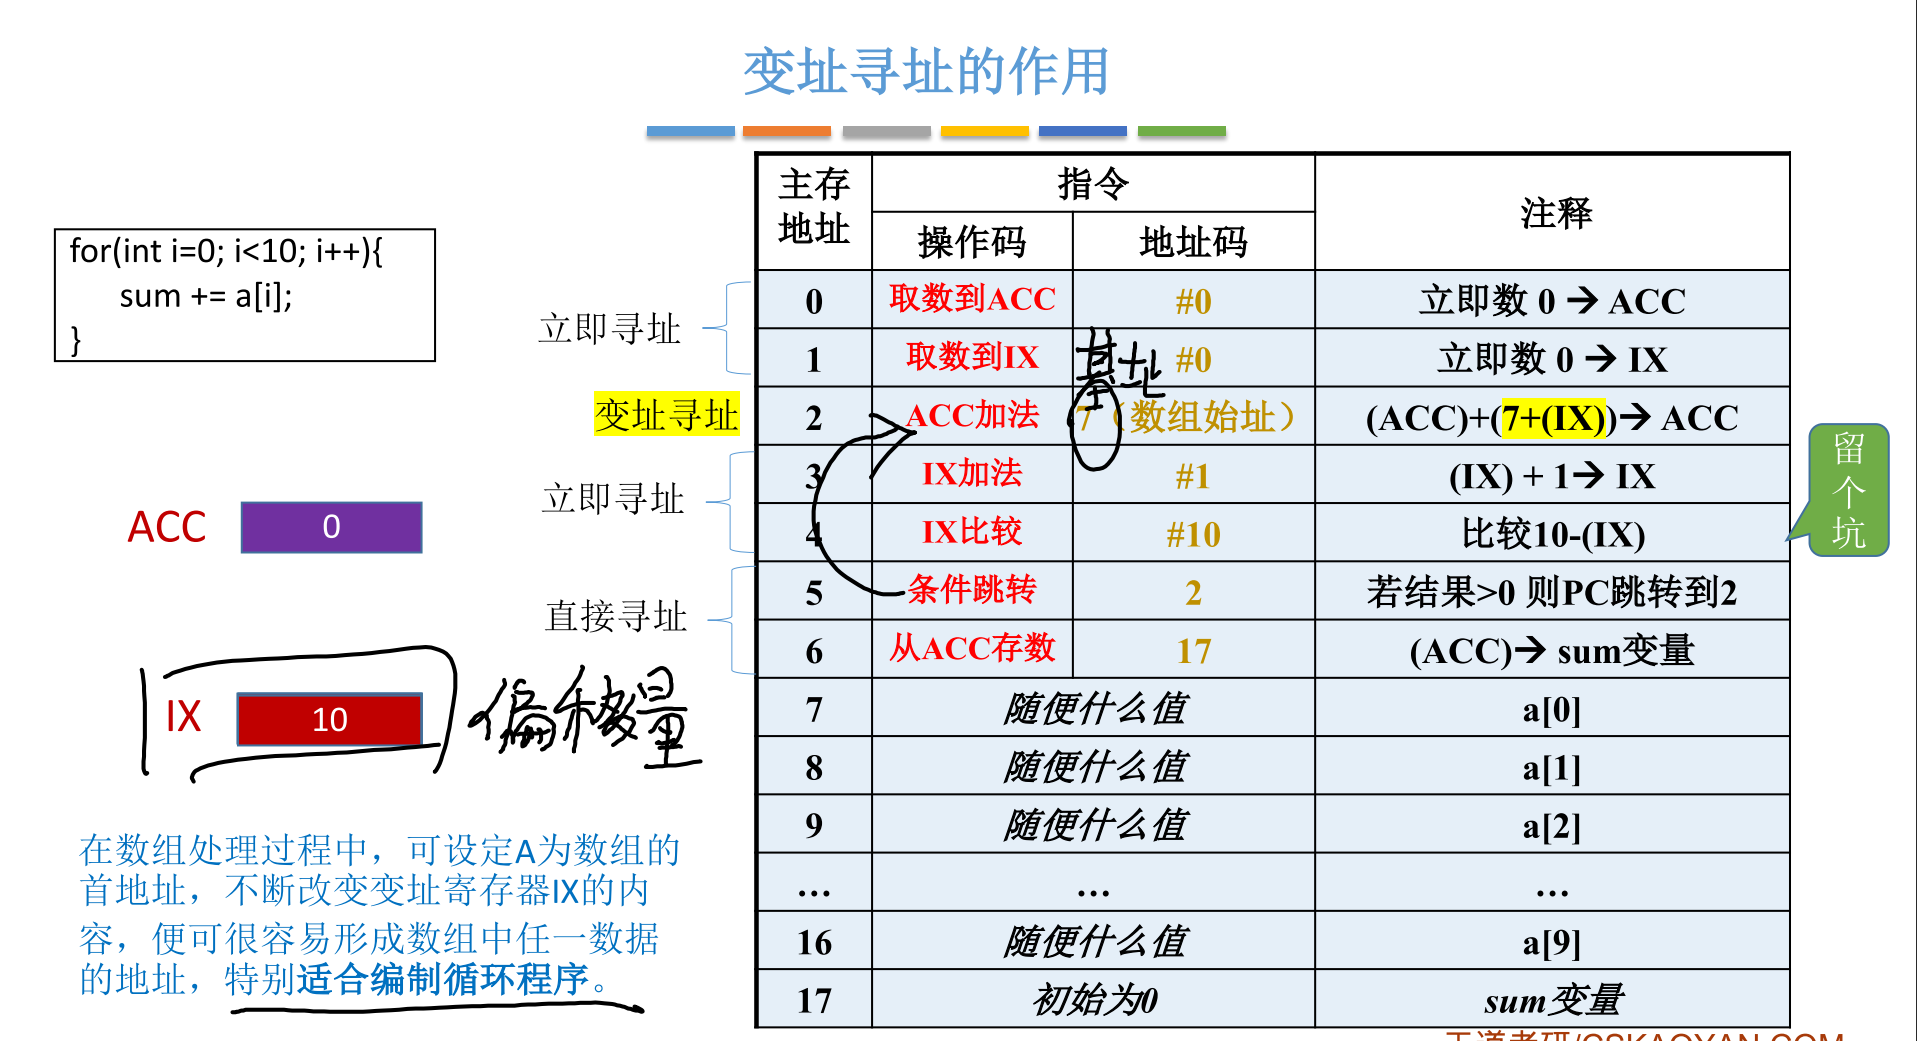 变址寻址的作用
for(int i=0; i<10; i++){
sum += a[i];
}
立即寻址
变址寻址
立即寻址
直接寻址
ACC 0
IX 10
偏移量
在数组处理过程中，可设定A为数组的
首地址，不断改变变址寄存器IX的内
容，便可很容易形成数组中任一数据
的地址，特别适合编制循环程序。
主存地址 指令 注释
操作码 地址码
0 取数到ACC #0 立即数 0 → ACC
1 取数到IX #0 立即数 0 → IX
基址
2 ACC加法 7（数组始址） (ACC)+(7+(IX))→ ACC
3 IX加法 #1 (IX) + 1→ IX
4 IX比较 #10 比较10-(IX)
5 条件跳转 2 若结果>0 则PC跳转到2
6 从ACC存数 17 (ACC)→ sum变量
7 随便什么值 a[0]
8 随便什么值 a[1]
9 随便什么值 a[2]
… … …
16 随便什么值 a[9]
17 初始为0 sum变量
留个坑
王道考研/CSKAOYAN.COM